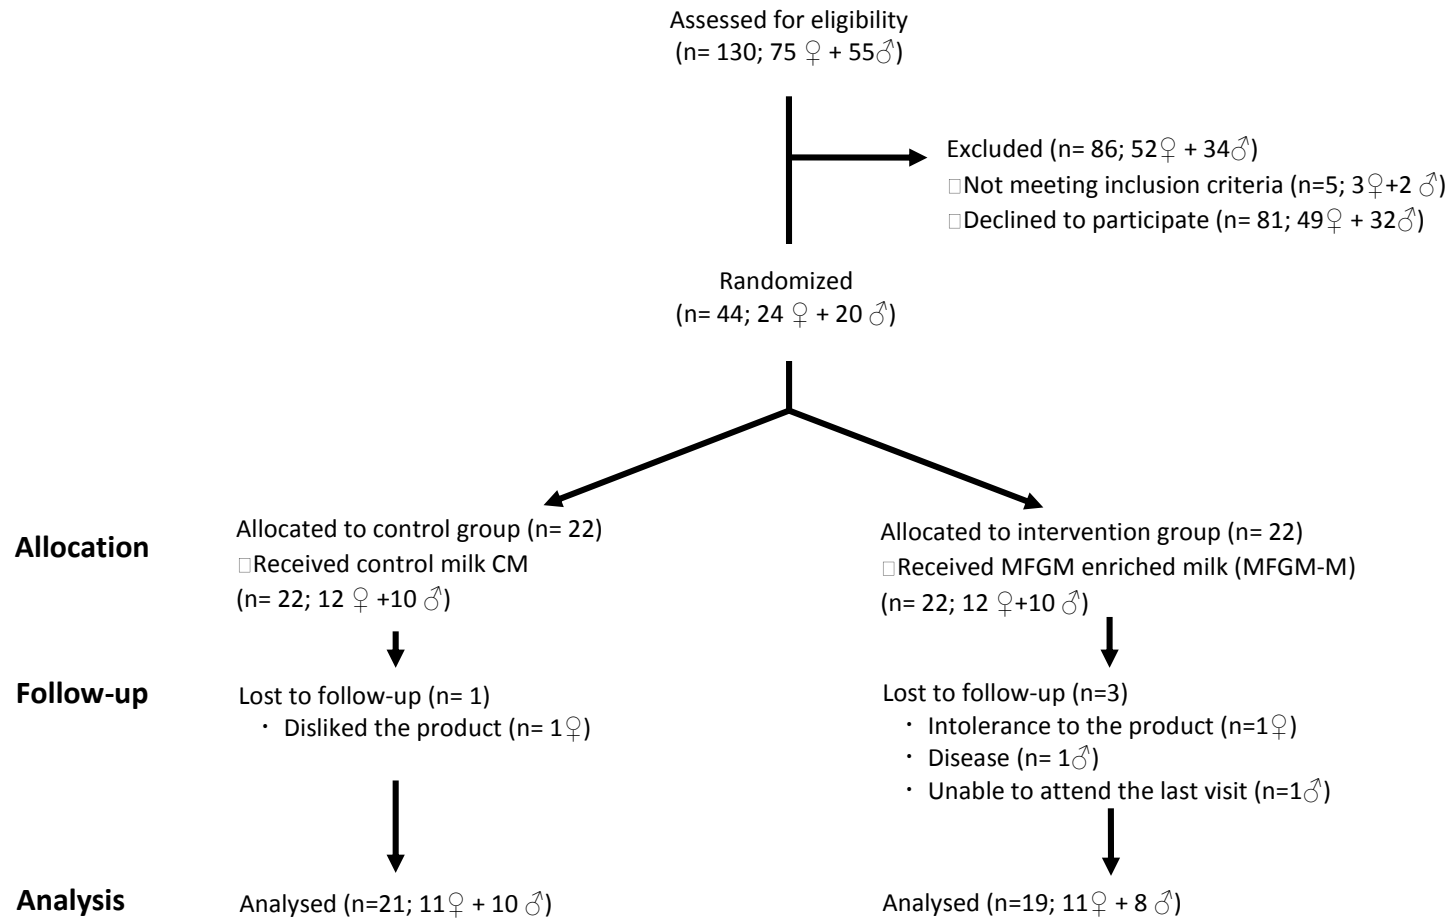 Assessed for eligibility
(n= 130; 75 ♀ + 55♂)
Excluded (n= 86; 52♀ + 34♂)
□Not meeting inclusion criteria (n=5; 3♀+2 ♂)
□Declined to participate (n= 81; 49♀ + 32♂)
Randomized
(n= 44; 24 ♀ + 20 ♂)
Allocation
Allocated to control group (n= 22)
□Received control milk CM
(n= 22; 12 ♀ +10 ♂)
Allocated to intervention group (n= 22)
□Received MFGM enriched milk (MFGM-M)
(n= 22; 12 ♀+10 ♂)
Follow-up
Lost to follow-up (n= 1)
· Disliked the product (n= 1♀)
Lost to follow-up (n=3)
· Intolerance to the product (n=1♀)
· Disease (n= 1♂)
· Unable to attend the last visit (n=1♂)
Analysis
Analysed (n=21; 11♀ + 10 ♂)
Analysed (n=19; 11♀ + 8 ♂)